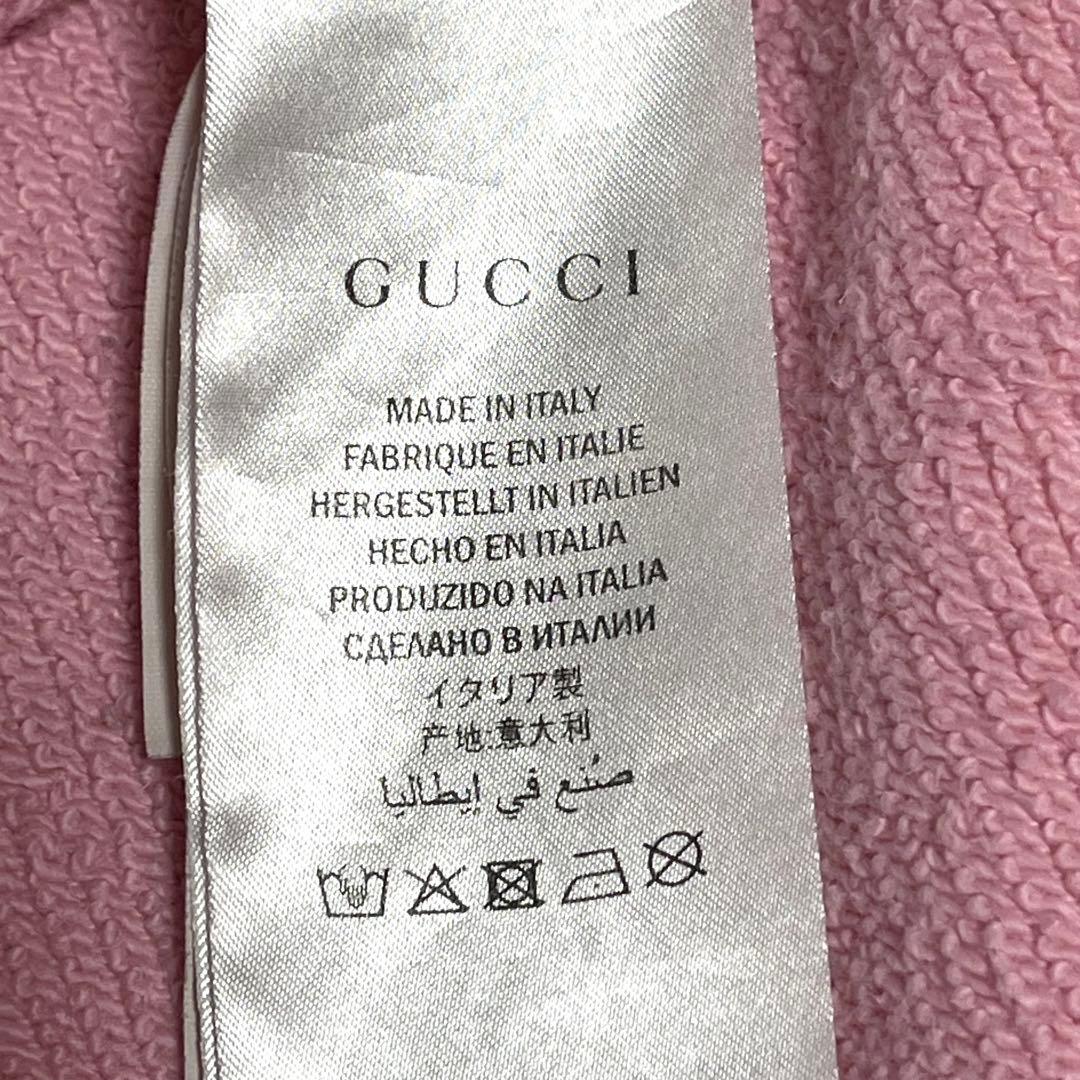 GUCCI
MADE IN ITALY
FABRIQUE EN ITALIE
HERGESTELLT IN ITALIEN
HECHO EN ITALIA
PRODUZIDO NA ITALIA
СДЕЛАНО В ИТАЛИИ
イタリア製
产地:意大利
صُنع في إيطاليا